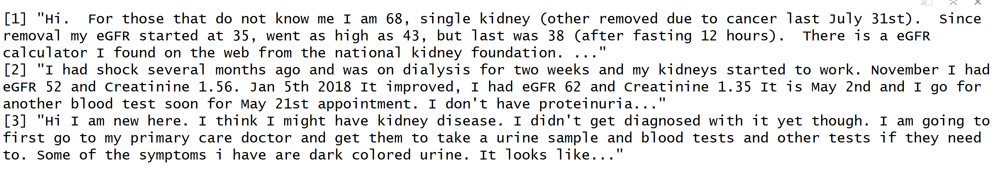 [1] "Hi.  For those that do not know me I am 68, single kidney (other removed due to cancer last July 31st).  Since
removal my eGFR started at 35, went as high as 43, but last was 38 (after fasting 12 hours).  There is a eGFR
calculator I found on the web from the national kidney foundation. ..."
[2] "I had shock several months ago and was on dialysis for two weeks and my kidneys started to work. November I had
eGFR 52 and Creatinine 1.56. Jan 5th 2018 It improved, I had eGFR 62 and Creatinine 1.35 It is May 2nd and I go for
another blood test soon for May 21st appointment. I don't have proteinuria..."
[3] "Hi I am new here. I think I might have kidney disease. I didn't get diagnosed with it yet though. I am going to
first go to my primary care doctor and get them to take a urine sample and blood tests and other tests if they need
to. Some of the symptoms i have are dark colored urine. It looks like..."